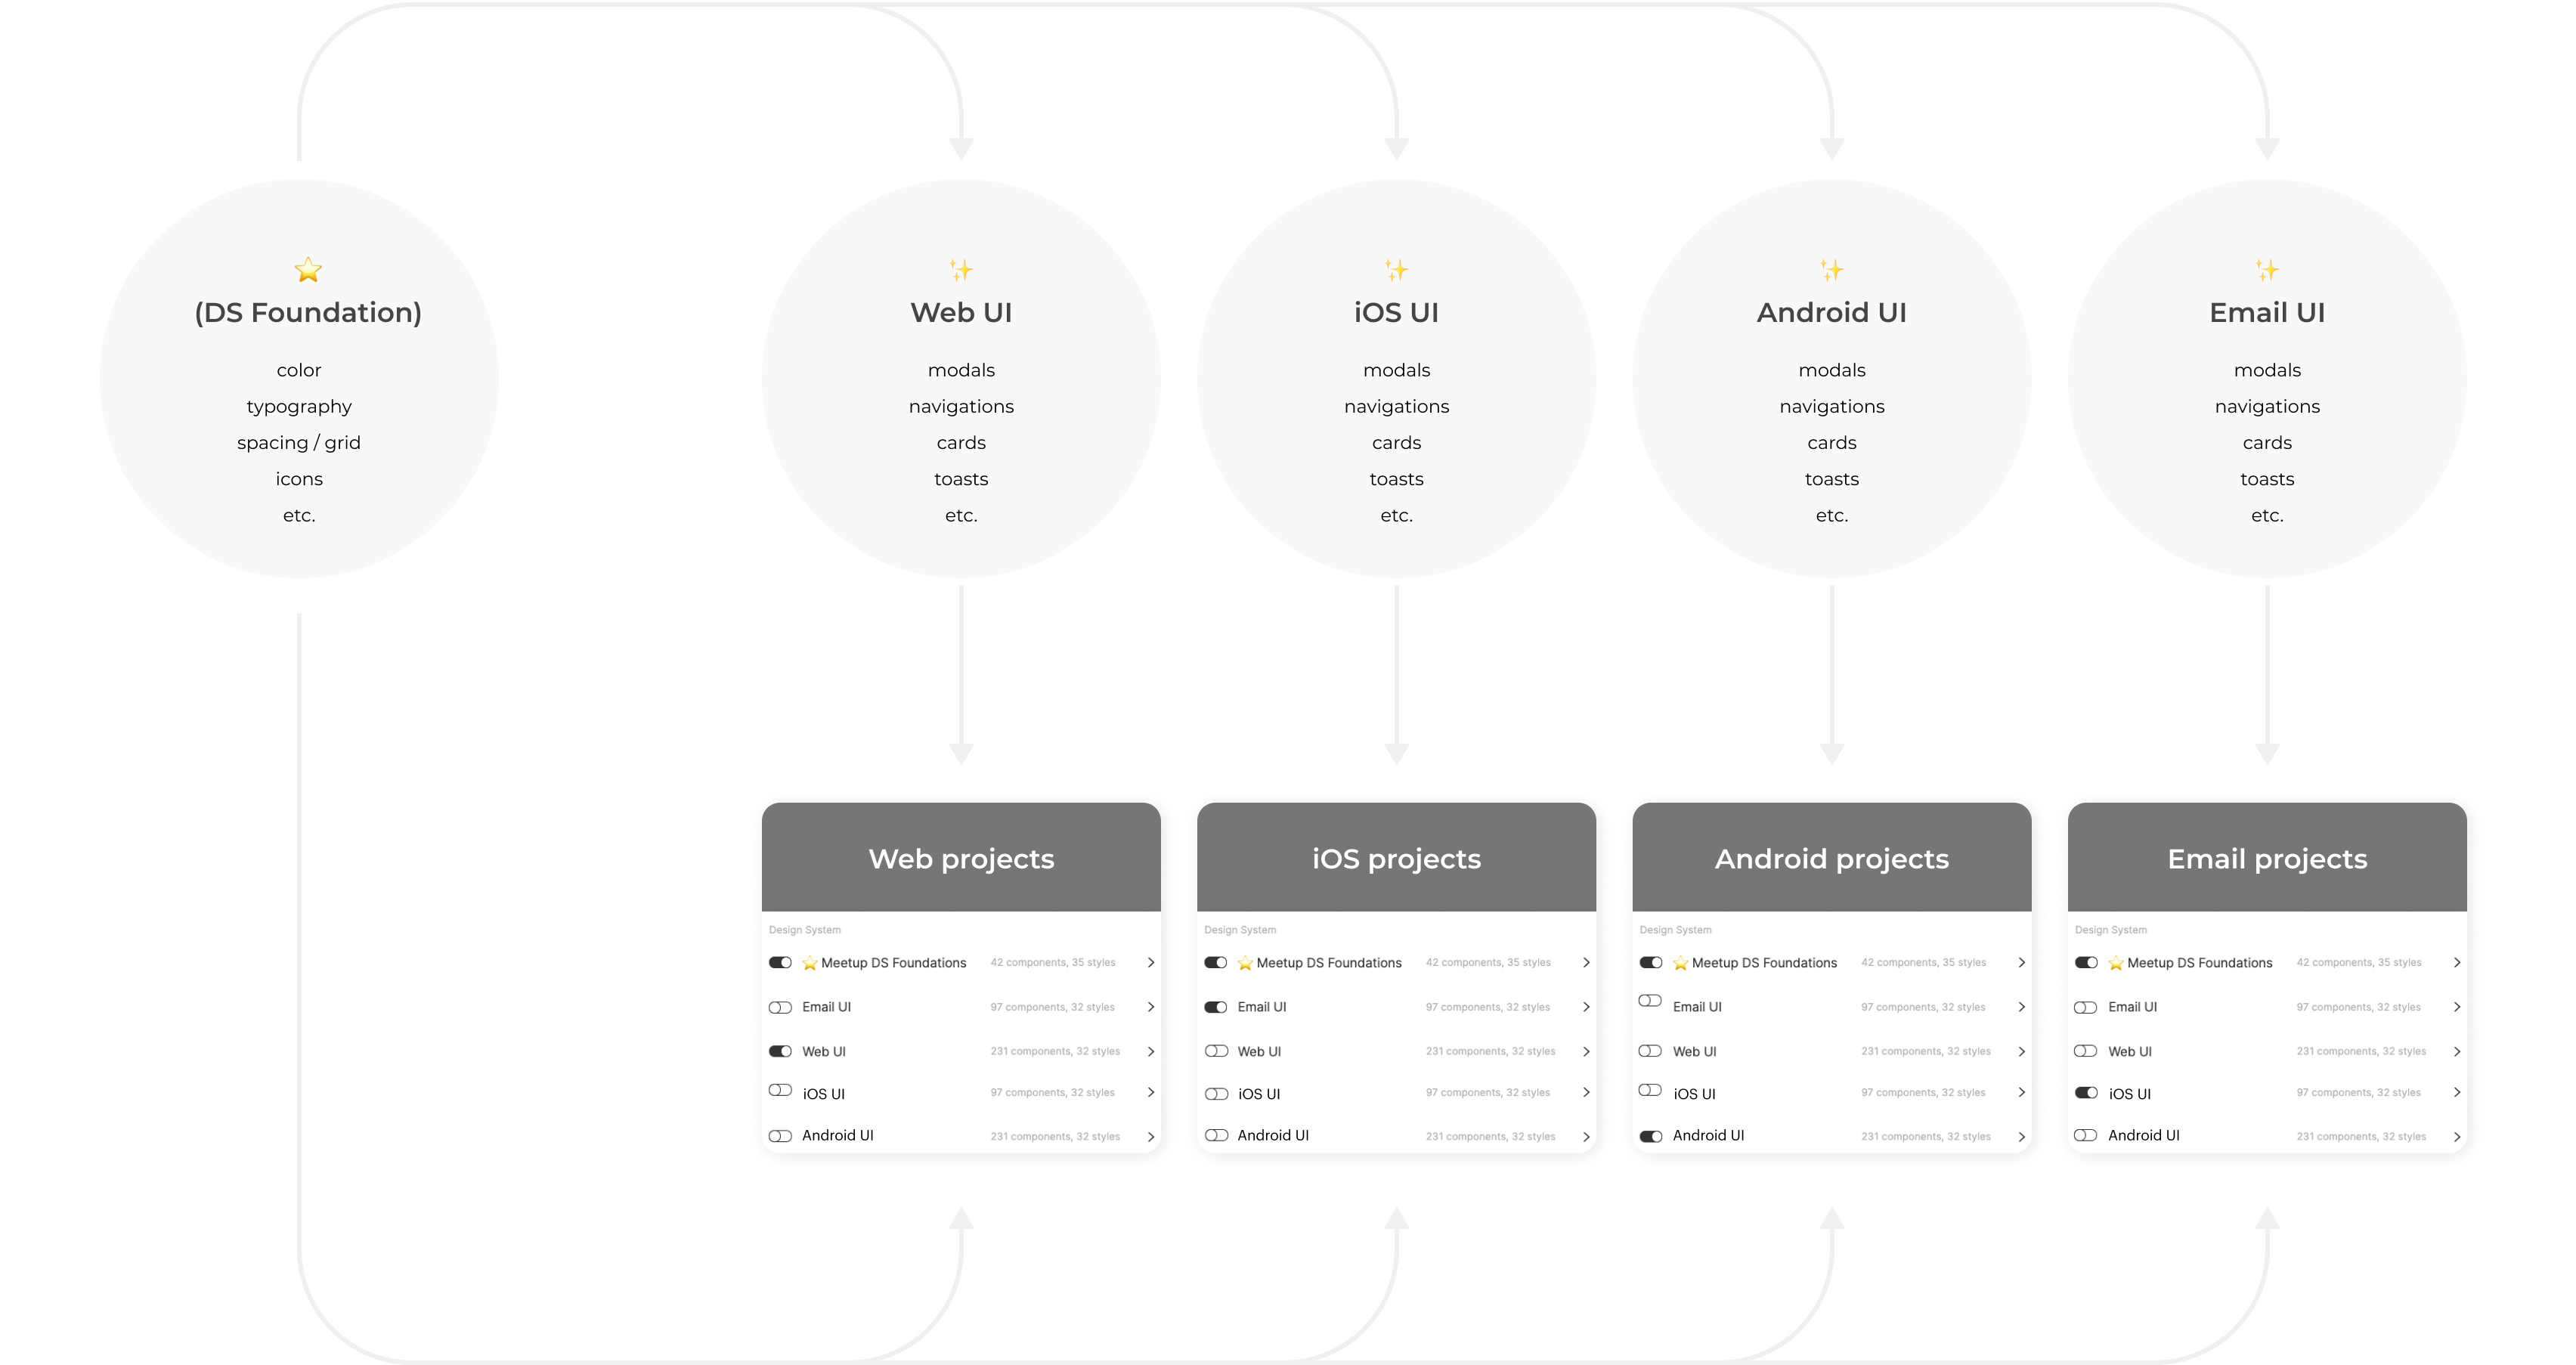 (DS Foundation)
color
typography
spacing / grid
icons
etc.
Web UI
modals
navigations
cards
toasts
etc.
iOS UI
modals
navigations
cards
toasts
etc.
Android UI
modals
navigations
cards
toasts
etc.
Email UI
modals
navigations
cards
toasts
etc.
Web projects
Design System
Meetup DS Foundations 42 components, 35 styles
Email UI 97 components, 32 styles
Web UI 231 components, 32 styles
iOS UI 97 components, 32 styles
Android UI 231 components, 32 styles
iOS projects
Design System
Meetup DS Foundations 42 components, 35 styles
Email UI 97 components, 32 styles
Web UI 231 components, 32 styles
iOS UI 97 components, 32 styles
Android UI 231 components, 32 styles
Android projects
Design System
Meetup DS Foundations 42 components, 35 styles
Email UI 97 components, 32 styles
Web UI 231 components, 32 styles
iOS UI 97 components, 32 styles
Android UI 231 components, 32 styles
Email projects
Design System
Meetup DS Foundations 42 components, 35 styles
Email UI 97 components, 32 styles
Web UI 231 components, 32 styles
iOS UI 97 components, 32 styles
Android UI 231 components, 32 styles